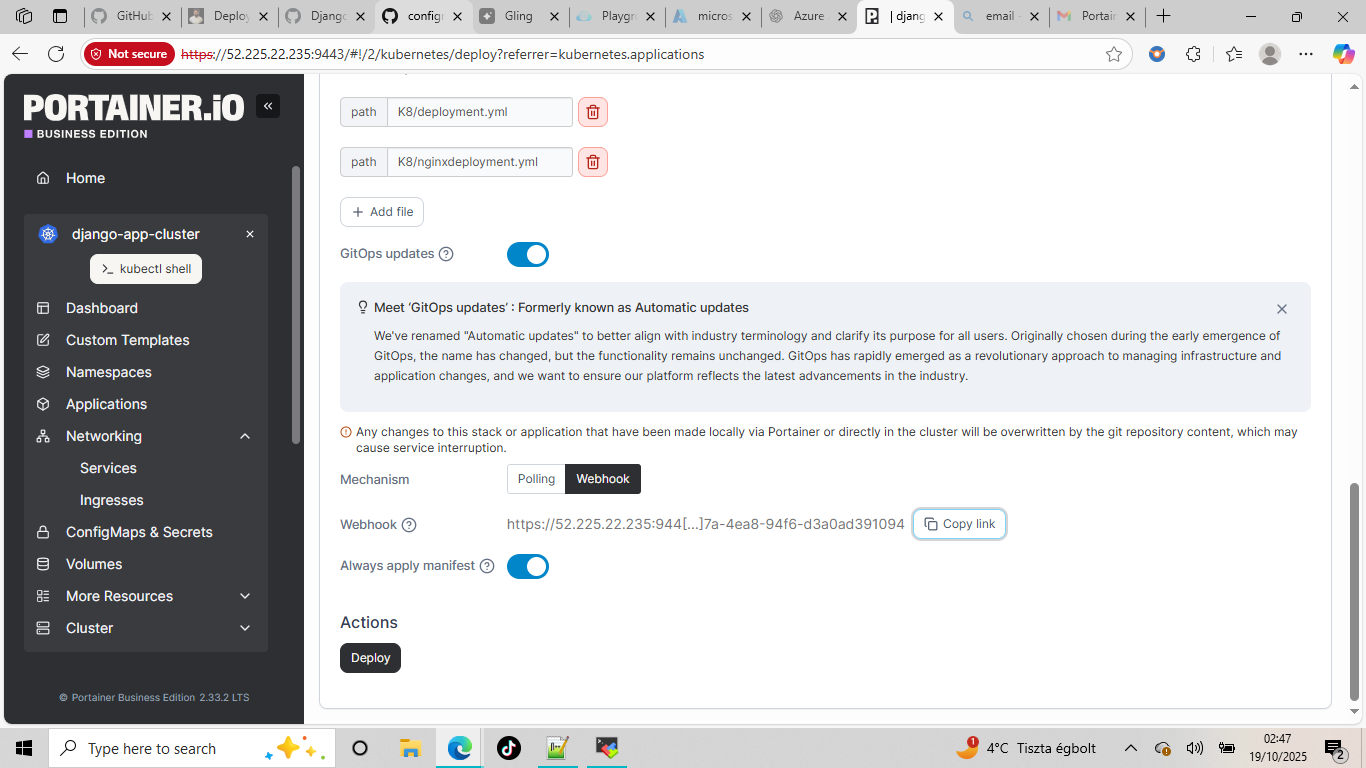 GitHub
Deploy
Django
config
Gling
Playgr
micros
Azure
| djang
email -
Portain
Not secure
https://52.225.22.235:9443/#!/2/kubernetes/deploy?referrer=kubernetes.applications
PORTAINER.iO
BUSINESS EDITION
Home
django-app-cluster
kubectl shell
Dashboard
Custom Templates
Namespaces
Applications
Networking
Services
Ingresses
ConfigMaps & Secrets
Volumes
More Resources
Cluster
© Portainer Business Edition 2.33.2 LTS
path K8/deployment.yml
path K8/nginxdeployment.yml
+ Add file
GitOps updates
Meet ‘GitOps updates’ : Formerly known as Automatic updates
We've renamed "Automatic updates" to better align with industry terminology and clarify its purpose for all users. Originally chosen during the early emergence of
GitOps, the name has changed, but the functionality remains unchanged. GitOps has rapidly emerged as a revolutionary approach to managing infrastructure and
application changes, and we want to ensure our platform reflects the latest advancements in the industry.
Any changes to this stack or application that have been made locally via Portainer or directly in the cluster will be overwritten by the git repository content, which may
cause service interruption.
Mechanism Polling Webhook
Webhook https://52.225.22.235:944[...]7a-4ea8-94f6-d3a0ad391094 Copy link
Always apply manifest
Actions
Deploy
Type here to search
1
4°C Tiszta égbolt
02:47
19/10/2025
2